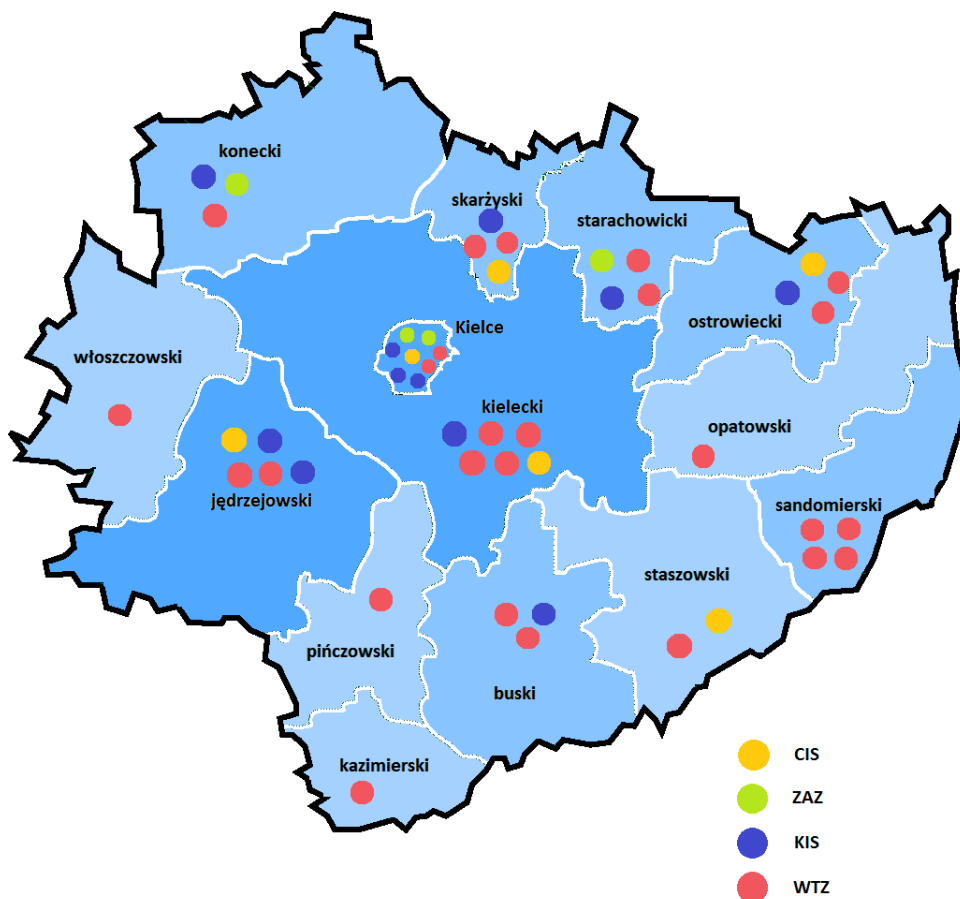 konecki
skarżyski
starachowicki
ostrowiecki
Kielce
włoszczowski
kielecki
opatowski
jędrzejowski
sandomierski
staszowski
pińczowski
buski
kazimierski
CIS
ZAZ
KIS
WTZ